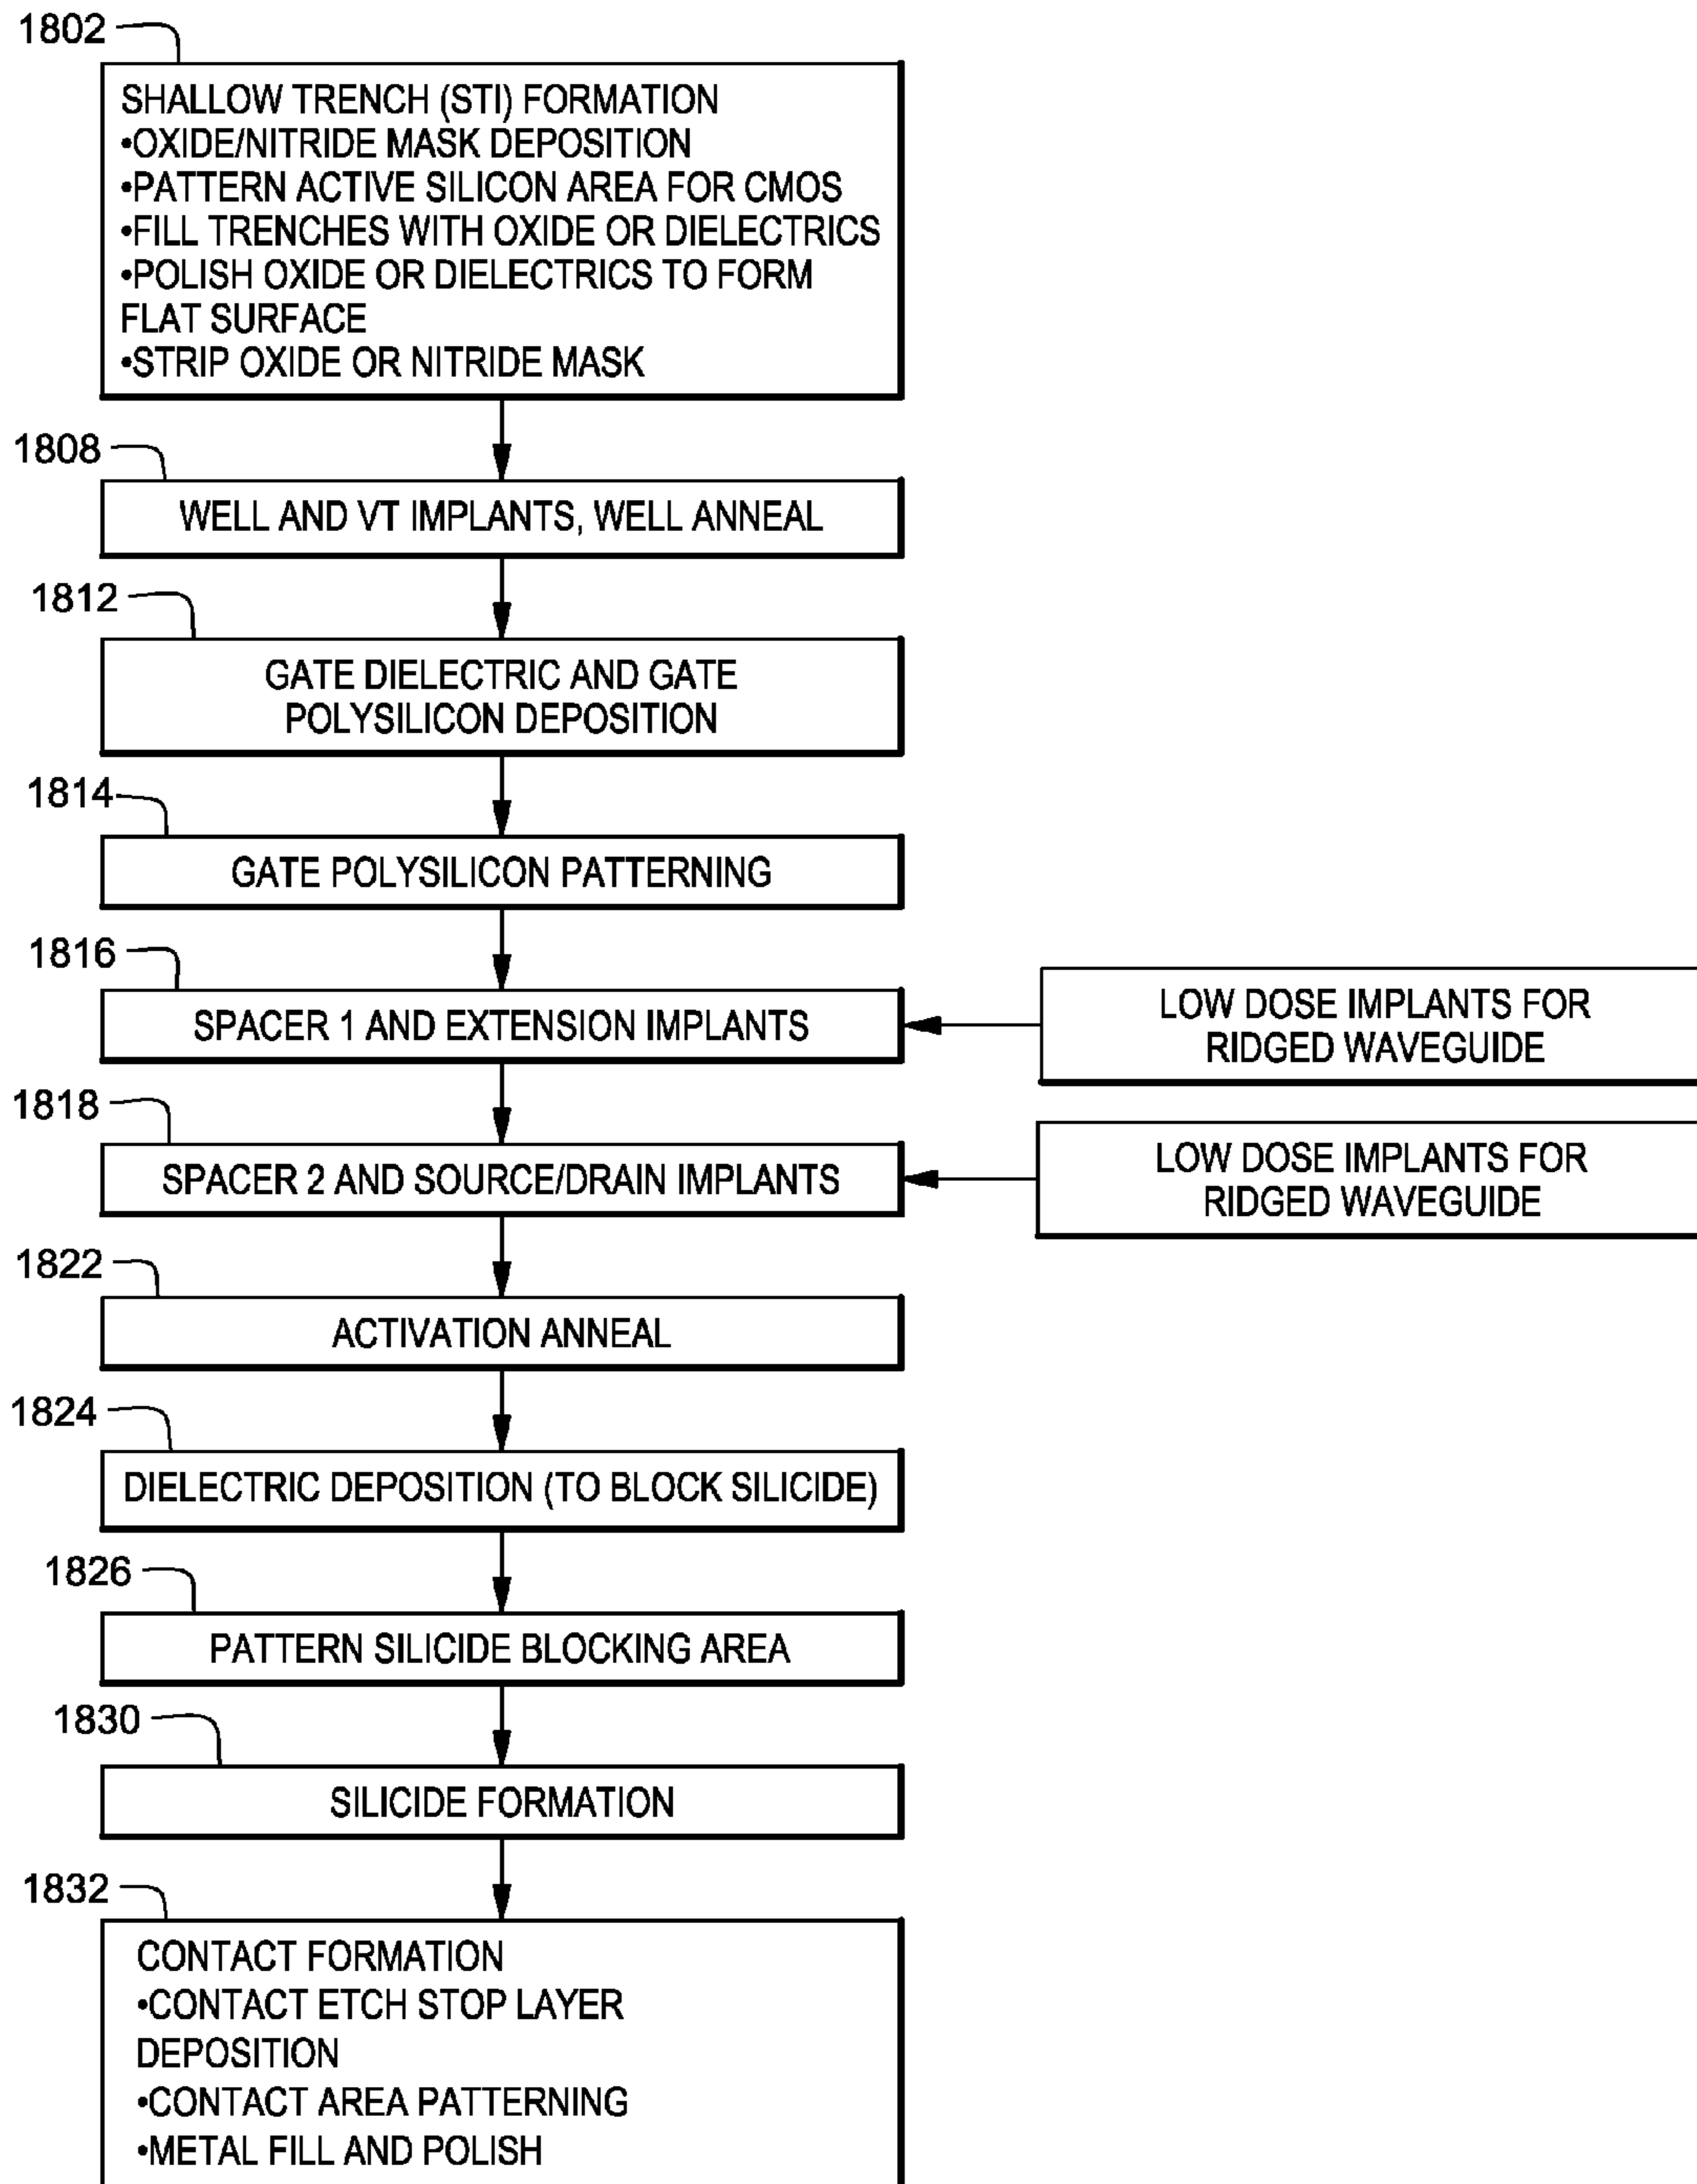 1802
SHALLOW TRENCH (STI) FORMATION
•OXIDE/NITRIDE MASK DEPOSITION
•PATTERN ACTIVE SILICON AREA FOR CMOS
•FILL TRENCHES WITH OXIDE OR DIELECTRICS
•POLISH OXIDE OR DIELECTRICS TO FORM
FLAT SURFACE
•STRIP OXIDE OR NITRIDE MASK
1808
WELL AND VT IMPLANTS, WELL ANNEAL
1812
GATE DIELECTRIC AND GATE
POLYSILICON DEPOSITION
1814
GATE POLYSILICON PATTERNING
1816
SPACER 1 AND EXTENSION IMPLANTS
LOW DOSE IMPLANTS FOR
RIDGED WAVEGUIDE
1818
SPACER 2 AND SOURCE/DRAIN IMPLANTS
LOW DOSE IMPLANTS FOR
RIDGED WAVEGUIDE
1822
ACTIVATION ANNEAL
1824
DIELECTRIC DEPOSITION (TO BLOCK SILICIDE)
1826
PATTERN SILICIDE BLOCKING AREA
1830
SILICIDE FORMATION
1832
CONTACT FORMATION
•CONTACT ETCH STOP LAYER
DEPOSITION
•CONTACT AREA PATTERNING
•METAL FILL AND POLISH